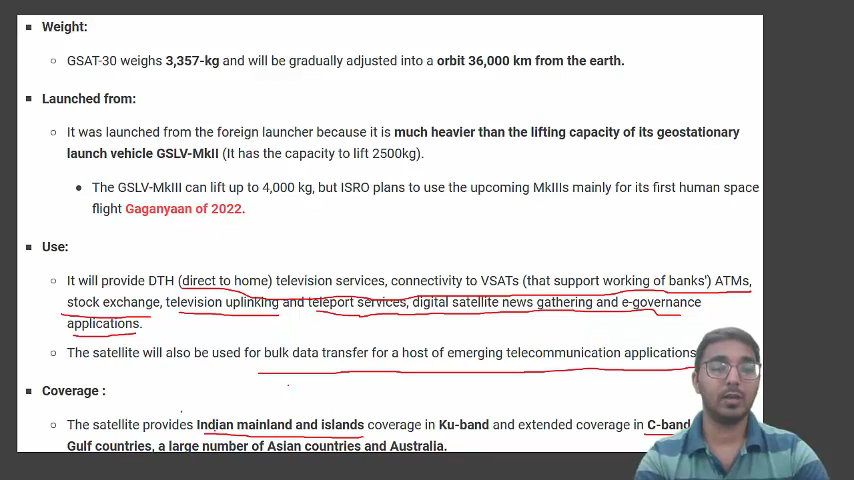 Weight:
GSAT-30 weighs 3,357-kg and will be gradually adjusted into a orbit 36,000 km from the earth.
Launched from:
It was launched from the foreign launcher because it is much heavier than the lifting capacity of its geostationary
launch vehicle GSLV-MkII (It has the capacity to lift 2500kg).
The GSLV-MkIII can lift up to 4,000 kg, but ISRO plans to use the upcoming MkIIIs mainly for its first human space
flight Gaganyaan of 2022.
Use:
It will provide DTH (direct to home) television services, connectivity to VSATs (that support working of banks') ATMs,
stock exchange, television uplinking and teleport services, digital satellite news gathering and e-governance
applications.
The satellite will also be used for bulk data transfer for a host of emerging telecommunication applications
Coverage :
The satellite provides Indian mainland and islands coverage in Ku-band and extended coverage in C-band
Gulf countries, a large number of Asian countries and Australia.